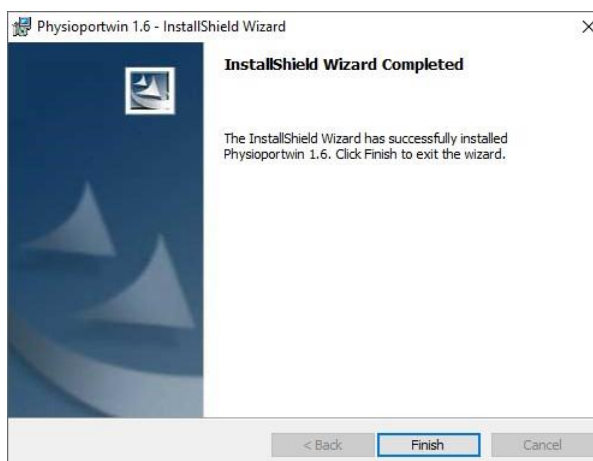 Physioportwin 1.6 - InstallShield Wizard
InstallShield Wizard Completed
The InstallShield Wizard has successfully installed
Physioportwin 1.6. Click Finish to exit the wizard.
< Back
Finish
Cancel